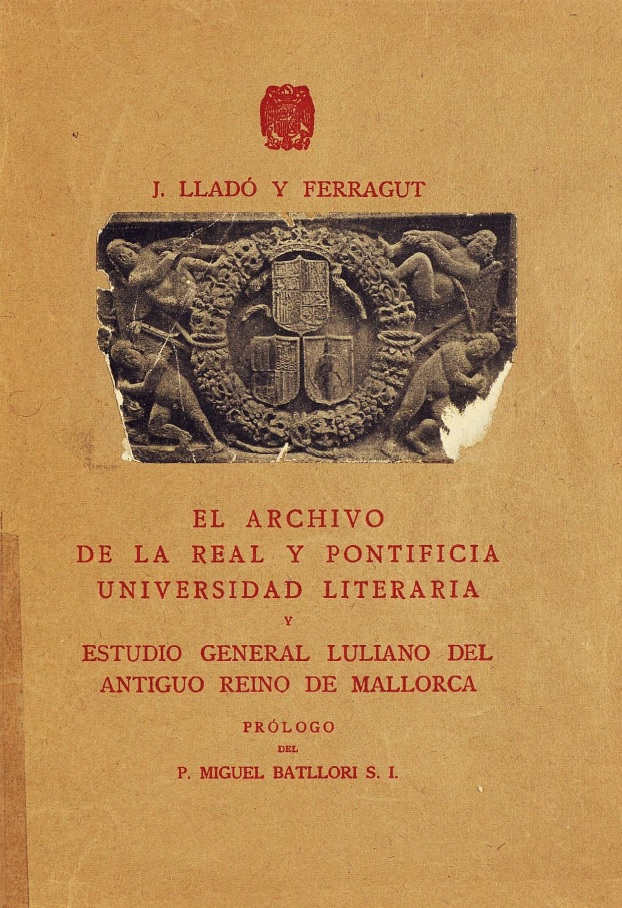 J. LLADÓ Y FERRAGUT
EL ARCHIVO
DE LA REAL Y PONTIFICIA
UNIVERSIDAD LITERARIA
Y
ESTUDIO GENERAL LULIANO DEL
ANTIGUO REINO DE MALLORCA
PRÓLOGO
DEL
P. MIGUEL BATLLORI S. I.